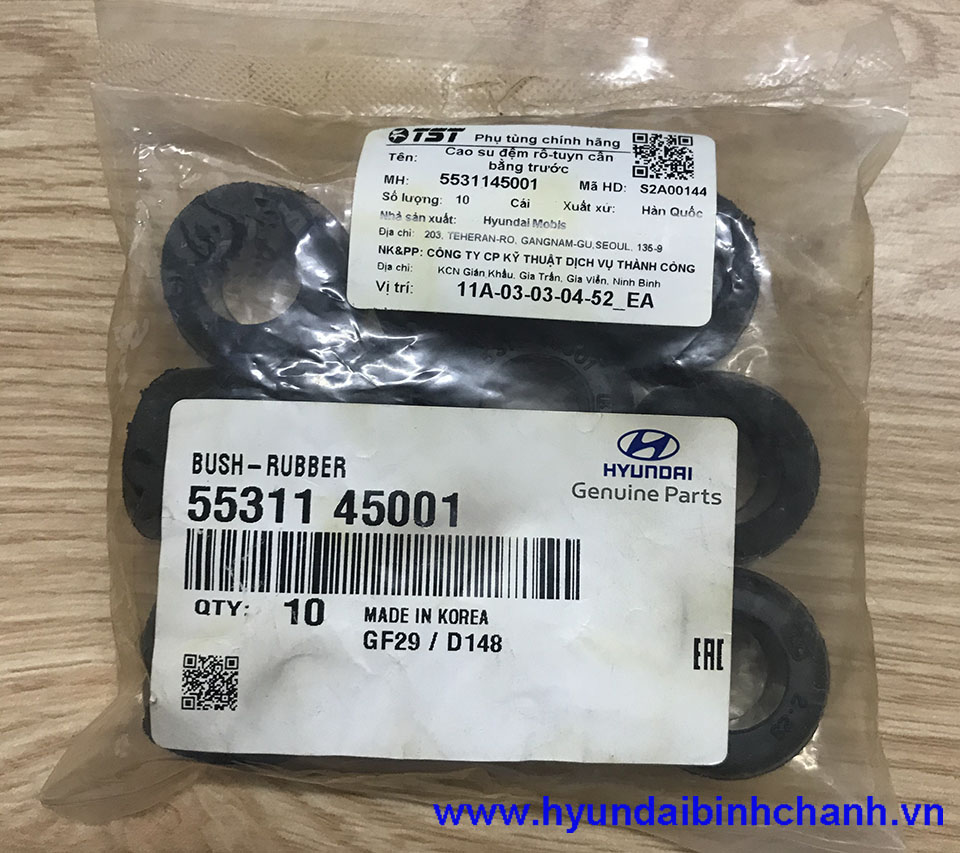 TST Phụ tùng chính hãng
Tên: Cao su đệm rô-tuyn cân bằng trước
MH: 5531145001 Mã HD: S2A00144
Số lượng: 10 Cái Xuất xứ: Hàn Quốc
Nhà sản xuất: Hyundai Mobis
Địa chỉ: 203, TEHERAN-RO, GANGNAM-GU,SEOUL, 135-9
NK&PP: CÔNG TY CP KỸ THUẬT DỊCH VỤ THÀNH CÔNG
Địa chỉ: KCN Gián Khẩu, Gia Trấn, Gia Viễn, Ninh Bình
Vị trí: 11A-03-03-04-52_EA
BUSH-RUBBER
HYUNDAI
55311 45001
Genuine Parts
QTY: 10 MADE IN KOREA
GF29 / D148
EAC
www.hyundaibinhchanh.vn